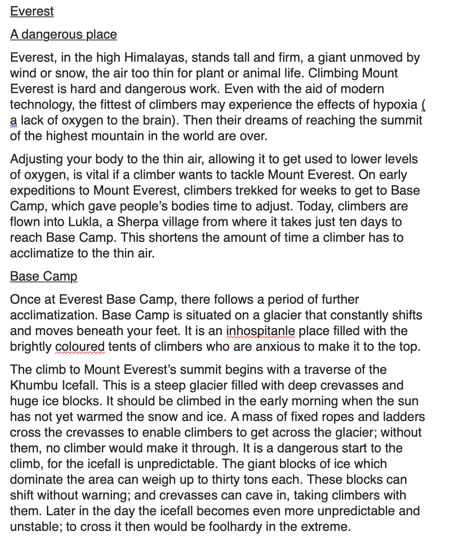 Everest
A dangerous place
Everest, in the high Himalayas, stands tall and firm, a giant unmoved by
wind or snow, the air too thin for plant or animal life. Climbing Mount
Everest is hard and dangerous work. Even with the aid of modern
technology, the fittest of climbers may experience the effects of hypoxia (
a lack of oxygen to the brain). Then their dreams of reaching the summit
of the highest mountain in the world are over.
Adjusting your body to the thin air, allowing it to get used to lower levels
of oxygen, is vital if a climber wants to tackle Mount Everest. On early
expeditions to Mount Everest, climbers trekked for weeks to get to Base
Camp, which gave people's bodies time to adjust. Today, climbers are
flown into Lukla, a Sherpa village from where it takes just ten days to
reach Base Camp. This shortens the amount of time a climber has to
acclimatize to the thin air.
Base Camp
Once at Everest Base Camp, there follows a period of further
acclimatization. Base Camp is situated on a glacier that constantly shifts
and moves beneath your feet. It is an inhospitanle place filled with the
brightly coloured tents of climbers who are anxious to make it to the top.
The climb to Mount Everest's summit begins with a traverse of the
Khumbu Icefall. This is a steep glacier filled with deep crevasses and
huge ice blocks. It should be climbed in the early morning when the sun
has not yet warmed the snow and ice. A mass of fixed ropes and ladders
cross the crevasses to enable climbers to get across the glacier; without
them, no climber would make it through. It is a dangerous start to the
climb, for the icefall is unpredictable. The giant blocks of ice which
dominate the area can weigh up to thirty tons each. These blocks can
shift without warning; and crevasses can cave in, taking climbers with
them. Later in the day the icefall becomes even more unpredictable and
unstable; to cross it then would be foolhardy in the extreme.